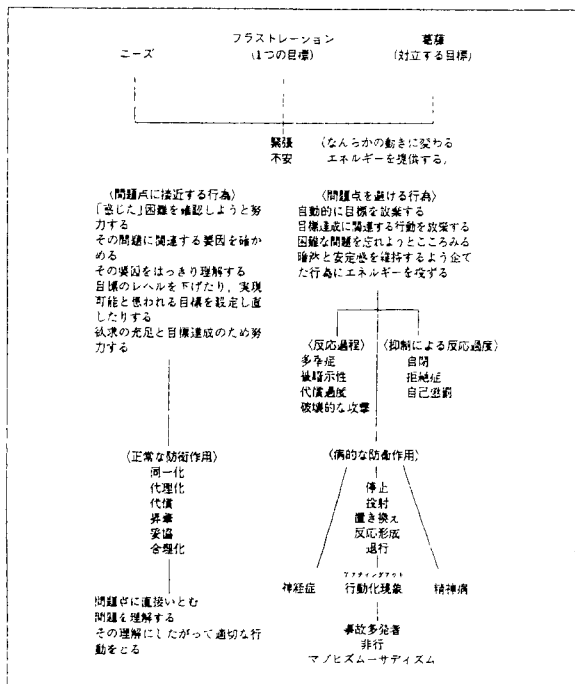 ニーズ
フラストレーション
(1つの目標)
葛藤
(対立する目標)
緊張
不安
(なんらかの動きに変わる
エネルギーを提供する)
〈問題点に接近する行為〉
「感じた」困難を確認しようと努
力する
その問題に関連する要因を確か
める
その要因をはっきり理解する
目標のレベルを下げたり、実現
可能と思われる目標を設定し直
したりする
欲求の充足と目標達成のため努
力する
〈問題点を避ける行為〉
自動的に目標を放棄する
目標達成に関連する行動を放棄する
困難な問題を忘れようとこころみる
暗然と安定感を維持するよう企て
た行為にエネルギーを投ずる
〈反応過程〉
多弁症
被暗示性
代償過度
破壊的な攻撃
〈抑制による反応過度〉
自閉
拒絶症
自己懲罰
〈正常な防衛作用〉
同一化
代理化
代償
昇華
妥協
合理化
〈病的な防衛作用〉
停止
投射
置き換え
反応形成
退行
神経症
アクティングアウト
行動化現象
精神病
問題点に直接いどむ
問題を理解する
その理解にしたがって適切な行
動をとる
事故多発者
非行
マゾヒズムーサディズム